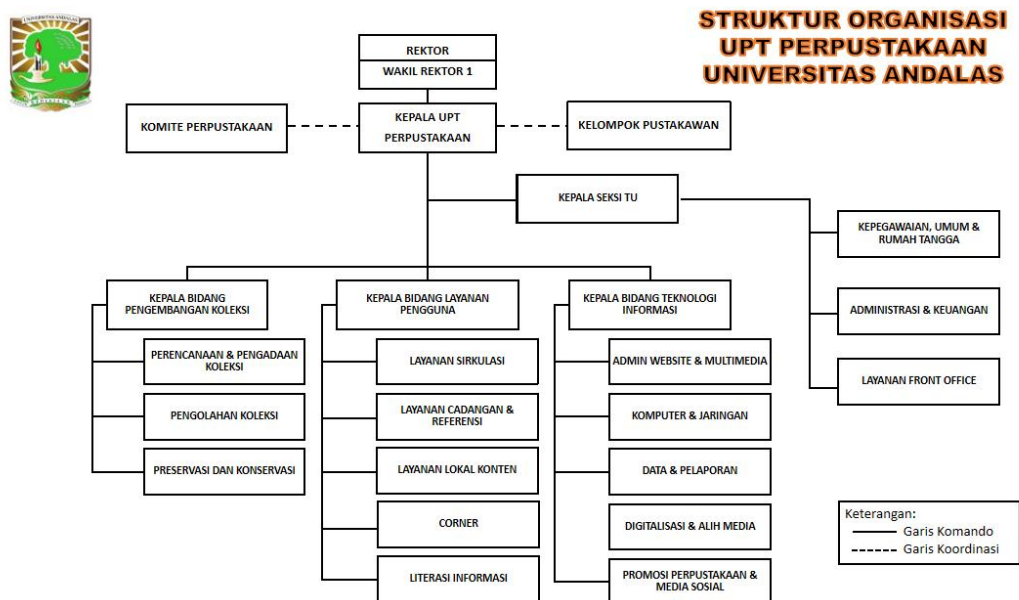 UNIVERSITAS ANDALAS
STRUKTUR ORGANISASI
UPT PERPUSTAKAAN
UNIVERSITAS ANDALAS
REKTOR
WAKIL REKTOR 1
KOMITE PERPUSTAKAAN
KEPALA UPT
PERPUSTAKAAN
KELOMPOK PUSTAKAWAN
KEPALA SEKSI TU
KEPEGAWAIAN, UMUM &
RUMAH TANGGA
ADMINISTRASI & KEUANGAN
LAYANAN FRONT OFFICE
KEPALA BIDANG
PENGEMBANGAN KOLEKSI
PERENCANAAN & PENGADAAN
KOLEKSI
PENGOLAHAN KOLEKSI
PRESERVASI DAN KONSERVASI
KEPALA BIDANG LAYANAN
PENGGUNA
LAYANAN SIRKULASI
LAYANAN CADANGAN &
REFERENSI
LAYANAN LOKAL KONTEN
CORNER
LITERASI INFORMASI
KEPALA BIDANG TEKNOLOGI
INFORMASI
ADMIN WEBSITE & MULTIMEDIA
KOMPUTER & JARINGAN
DATA & PELAPORAN
DIGITALISASI & ALIH MEDIA
PROMOSI PERPUSTAKAAN &
MEDIA SOSIAL
Keterangan:
Garis Komando
Garis Koordinasi